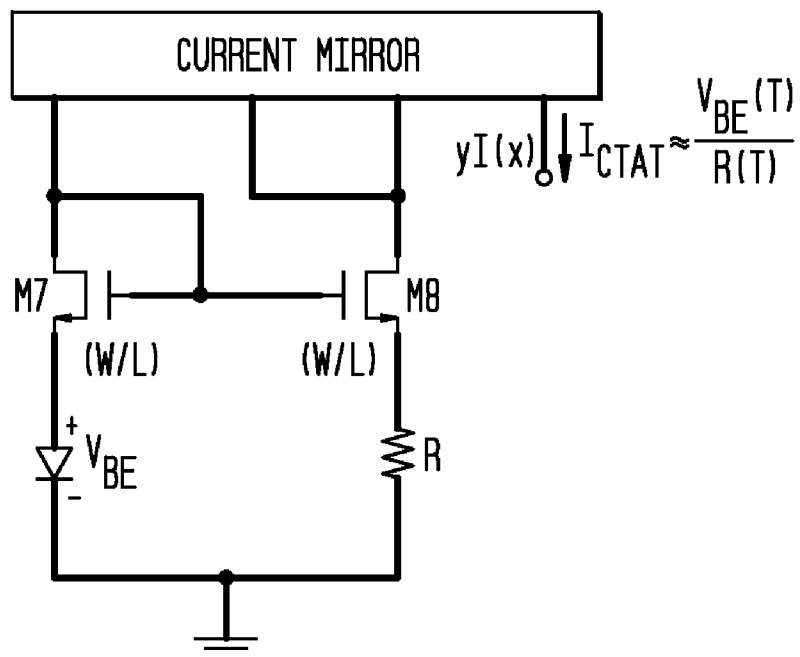 CURRENT MIRROR
yI(x)
I_CTAT ≈ V_BE(T) / R(T)
M7
M8
(W/L)
(W/L)
+
V_BE
-
R